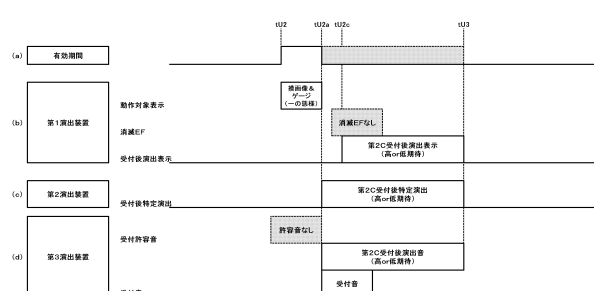 tU2 tU2a tU2c tU3
(a) 有効期間
(b) 第1演出装置
動作対象表示
操画像&
ゲージ
(一の態様)
消滅EF
消滅EFなし
受付後演出表示
第2C受付後演出表示
(高or低期待)
(c) 第2演出装置
受付後特定演出
第2C受付後特定演出
(高or低期待)
(d) 第3演出装置
受付許容音
許容音なし
第2C受付後演出音
(高or低期待)
受付音